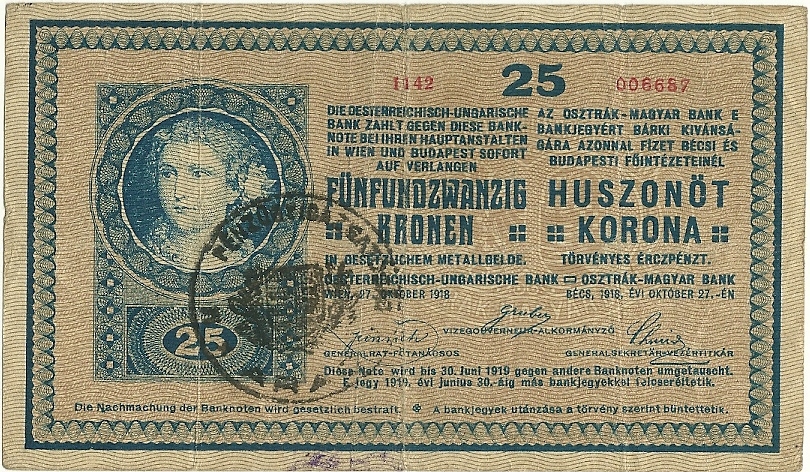 1142 25 006687
DIE OESTERREICHISCH-UNGARISCHE
BANK ZAHLT GEGEN DIESE BANK-
NOTE BEI IHREN HAUPTANSTALTEN
IN WIEN UND BUDAPEST SOFORT
AUF VERLANGEN
FÜNFUNDZWANZIG
KRONEN
IN GESETZLICHEM METALLGELDE.
AZ OSZTRÁK-MAGYAR BANK E
BANKJEGYÉRT BÁRKI KIVÁNSÁ-
GÁRA AZONNAL FIZET BÉCSI ÉS
BUDAPESTI FŐINTÉZETEINÉL
HUSZONÖT
KORONA
TÖRVÉNYES ÉRCZPÉNZT.
OESTERREICHISCH-UNGARISCHE BANK OSZTRÁK-MAGYAR BANK
WIEN, 27. OKTOBER 1918 BÉCS, 1918, ÉVI OKTÓBER 27.-ÉN
Gruber
VIZEGOUVERNEUR-ALKORMÁNYZÓ
GENERALRAT-FŐTANÁCSOS GENERALSEKRETÄR-VEZÉRTITKÁR
25
Diese Note wird bis 30. Juni 1919 gegen andere Banknoten umgetauscht.
E jegy 1919. évi junius 30.-áig más bankjegyekkel felcseréltetik.
Die Nachmachung der Banknoten wird gesetzlich bestraft. A bankjegyek utánzása a törvény szerint büntettetik.